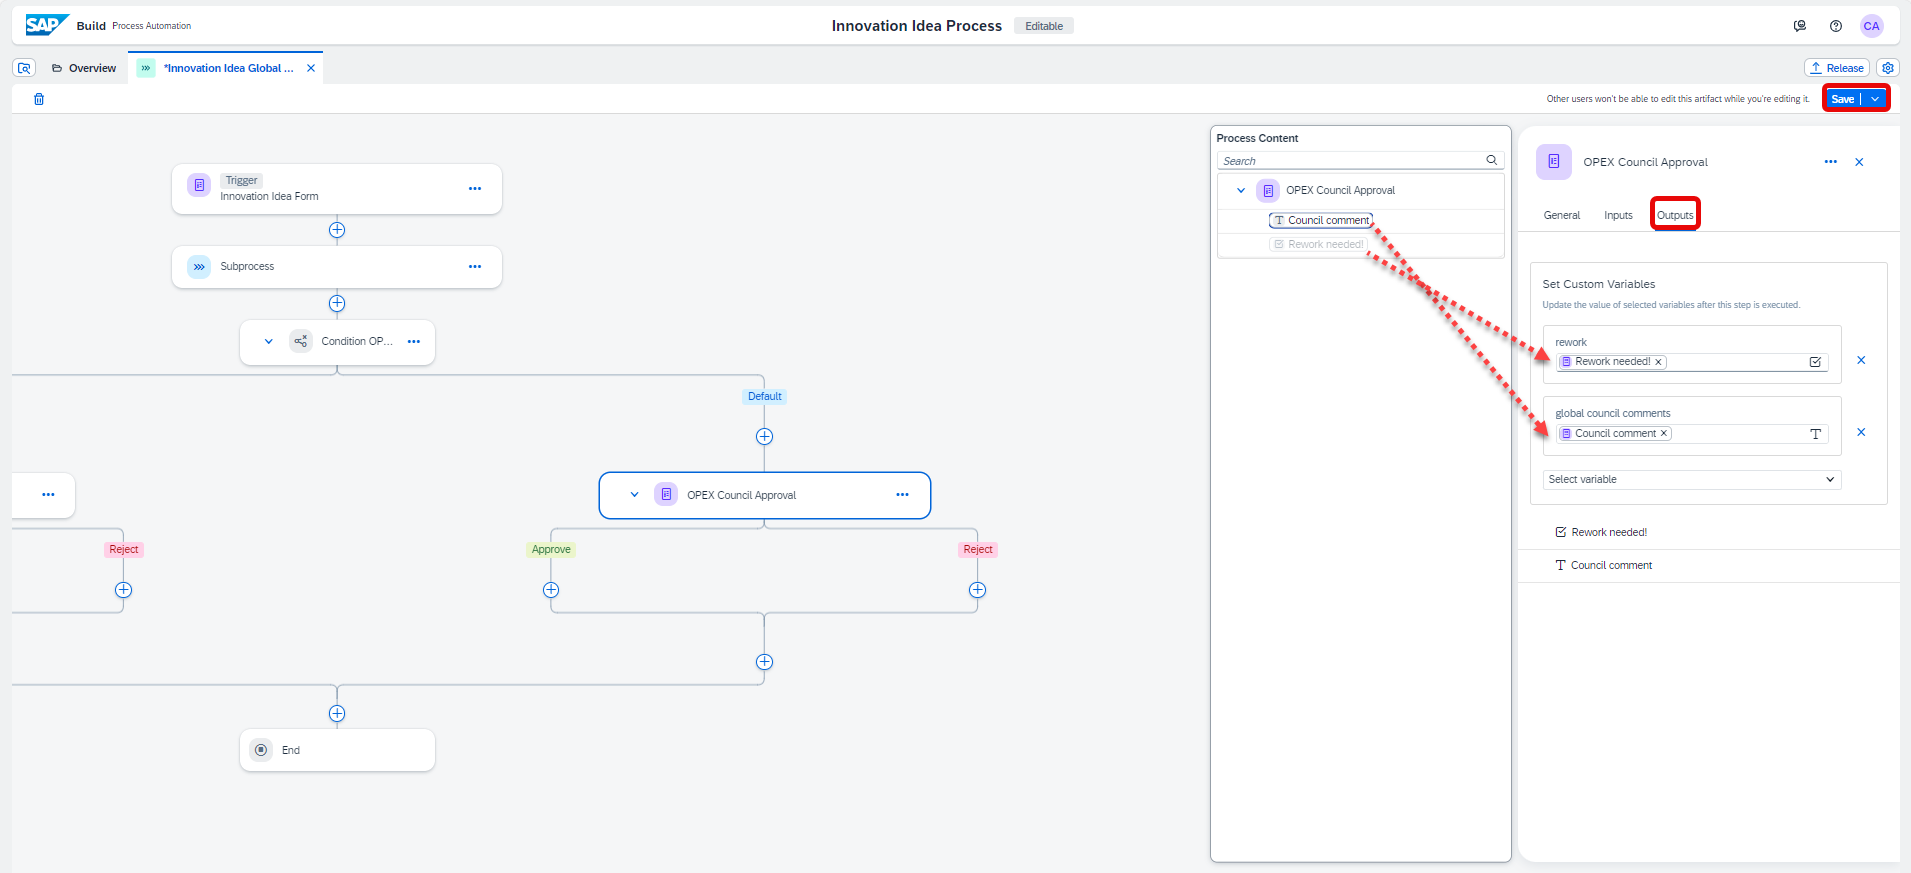 SAP Build Process Automation
Innovation Idea Process Editable
CA
Overview
*Innovation Idea Global ...
Release
Other users won't be able to edit this artifact while you're editing it.
Save
Trigger
Innovation Idea Form
Subprocess
Condition OP...
Default
OPEX Council Approval
Reject
Approve
Reject
End
Process Content
Search
OPEX Council Approval
Council comment
Rework needed!
OPEX Council Approval
General Inputs Outputs
Set Custom Variables
Update the value of selected variables after this step is executed.
rework
Rework needed!
global council comments
Council comment
Select variable
Rework needed!
Council comment